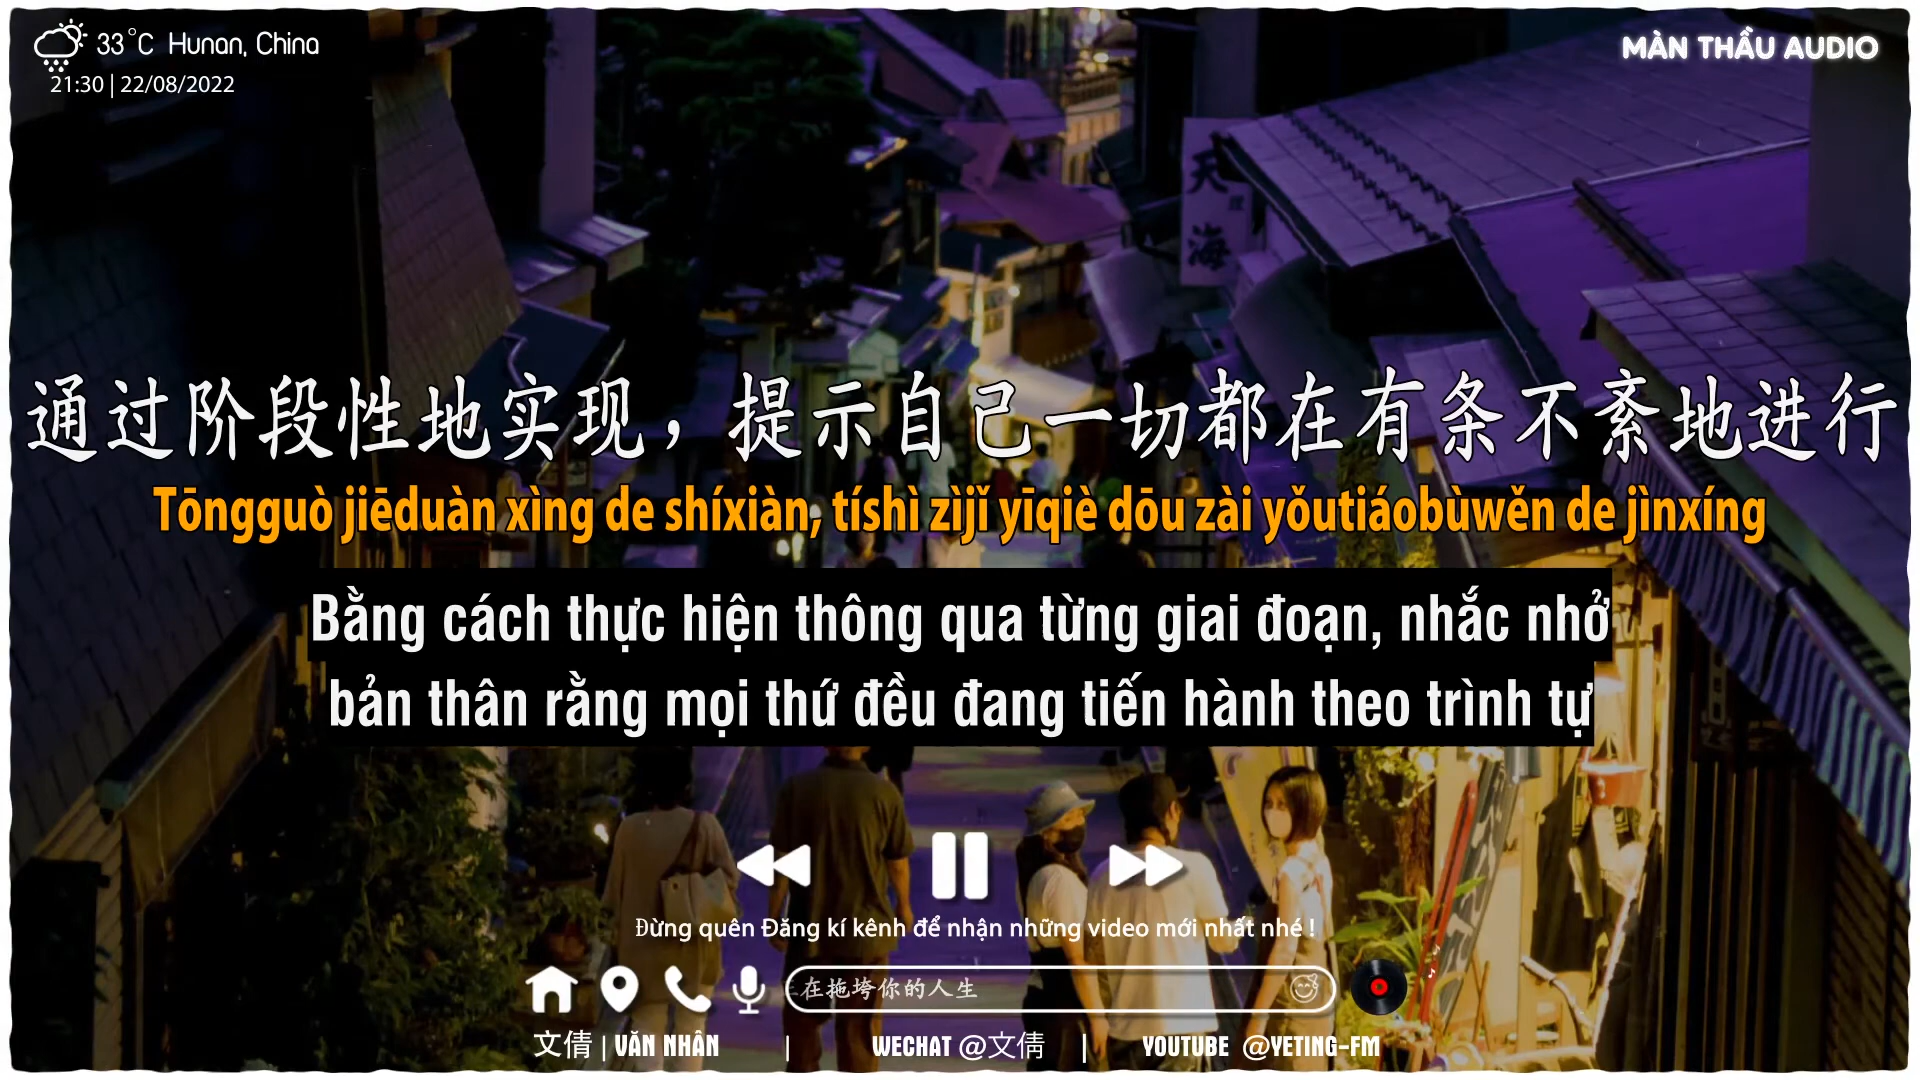 33°C Hunan, China
21:30 | 22/08/2022
MÀN THẦU AUDIO
天
海
通过阶段性地实现，提示自己一切都在有条不紊地进行
Tōngguò jiēduàn xìng de shíxiàn, tíshì zìjǐ yīqiè dōu zài yǒutiáobùwěn de jìnxíng
Bằng cách thực hiện thông qua từng giai đoạn, nhắc nhở
bản thân rằng mọi thứ đều đang tiến hành theo trình tự
Đừng quên Đăng kí kênh để nhận những video mới nhất nhé !
在拖垮你的人生
文倩 | VĂN NHÂN | WECHAT @文倩 | YOUTUBE @YETING-FM